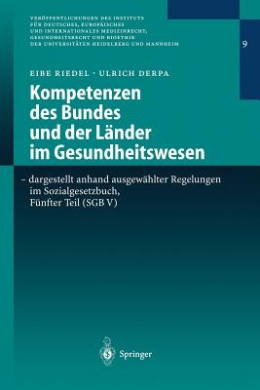 VERÖFFENTLICHUNGEN DES INSTITUTS
FÜR DEUTSCHES, EUROPÄISCHES
UND INTERNATIONALES MEDIZINRECHT,
GESUNDHEITSRECHT UND BIOETHIK
DER UNIVERSITÄTEN HEIDELBERG UND MANNHEIM
9
EIBE RIEDEL · ULRICH DERPA
Kompetenzen
des Bundes
und der Länder
im Gesundheitswesen
– dargestellt anhand ausgewählter Regelungen
im Sozialgesetzbuch,
Fünfter Teil (SGB V)
Springer